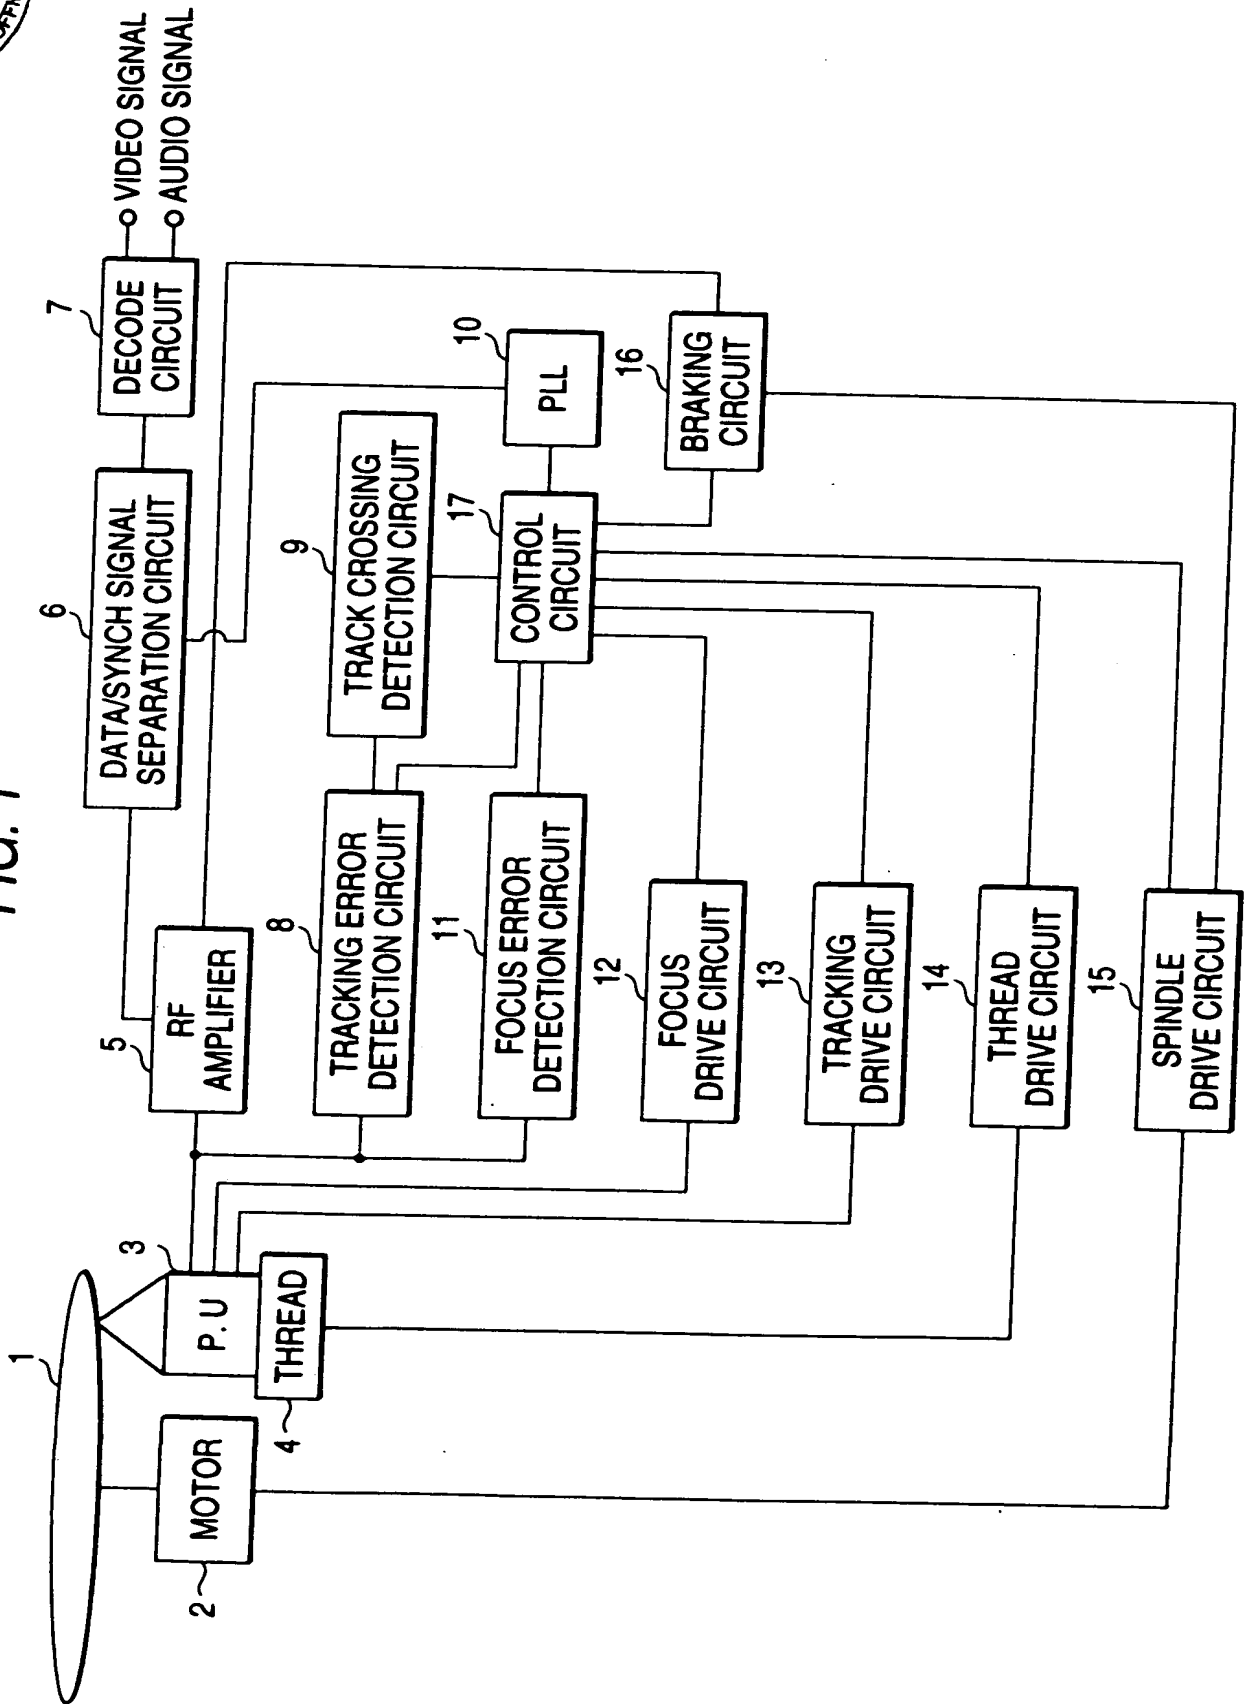 FIG. 1
1
2
MOTOR
3
P.U
4
THREAD
5
RF
AMPLIFIER
6
DATA/SYNCH SIGNAL
SEPARATION CIRCUIT
7
DECODE
CIRCUIT
VIDEO SIGNAL
AUDIO SIGNAL
8
TRACKING ERROR
DETECTION CIRCUIT
9
TRACK CROSSING
DETECTION CIRCUIT
10
PLL
11
FOCUS ERROR
DETECTION CIRCUIT
17
CONTROL
CIRCUIT
16
BRAKING
CIRCUIT
12
FOCUS
DRIVE CIRCUIT
13
TRACKING
DRIVE CIRCUIT
14
THREAD
DRIVE CIRCUIT
15
SPINDLE
DRIVE CIRCUIT